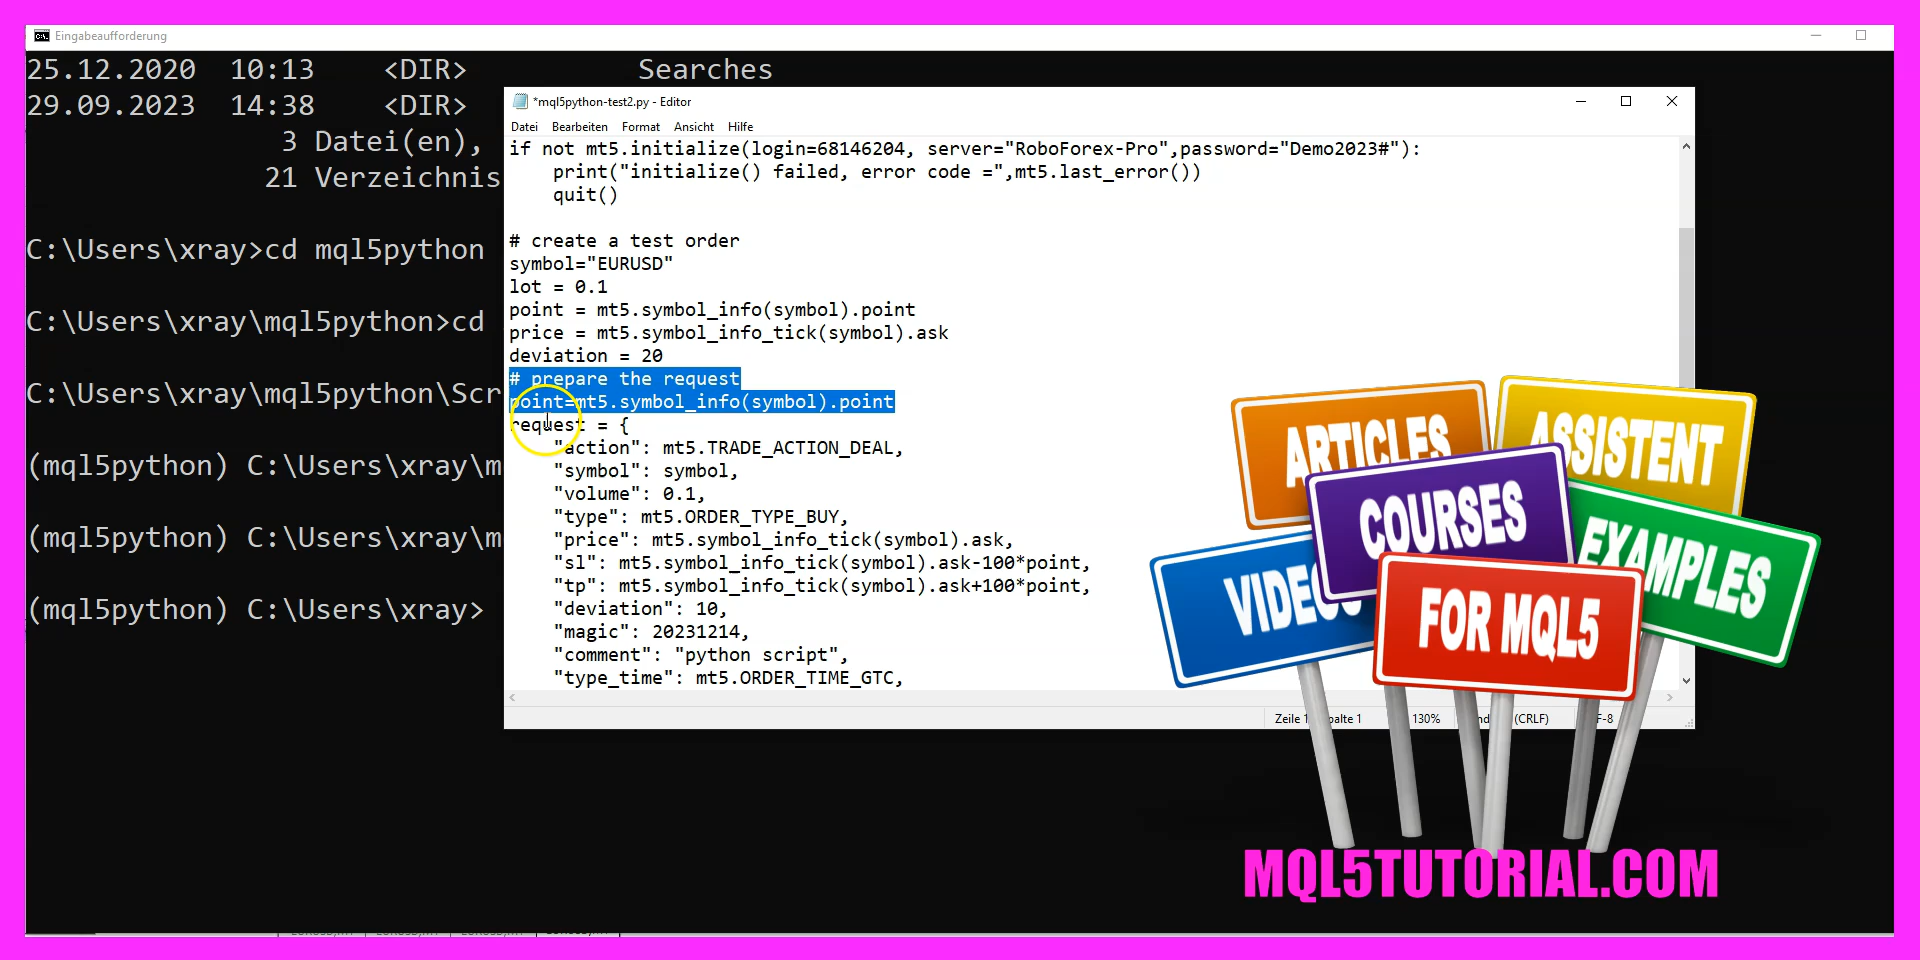 Eingabeaufforderung
25.12.2020 10:13 <DIR> Searches
29.09.2023 14:38 <DIR>
3 Datei(en),
21 Verzeichnis
C:\Users\xray>cd mql5python
C:\Users\xray\mql5python>cd
C:\Users\xray\mql5python\Scr
(mql5python) C:\Users\xray\m
(mql5python) C:\Users\xray\m
(mql5python) C:\Users\xray>
*mql5python-test2.py - Editor
Datei Bearbeiten Format Ansicht Hilfe
if not mt5.initialize(login=68146204, server="RoboForex-Pro",password="Demo2023#"):
print("initialize() failed, error code =",mt5.last_error())
quit()
# create a test order
symbol="EURUSD"
lot = 0.1
point = mt5.symbol_info(symbol).point
price = mt5.symbol_info_tick(symbol).ask
deviation = 20
# prepare the request
point=mt5.symbol_info(symbol).point
request = {
"action": mt5.TRADE_ACTION_DEAL,
"symbol": symbol,
"volume": 0.1,
"type": mt5.ORDER_TYPE_BUY,
"price": mt5.symbol_info_tick(symbol).ask,
"sl": mt5.symbol_info_tick(symbol).ask-100*point,
"tp": mt5.symbol_info_tick(symbol).ask+100*point,
"deviation": 10,
"magic": 20231214,
"comment": "python script",
"type_time": mt5.ORDER_TIME_GTC,
Zeile 1 palte 1 130% (CRLF) F-8
ARTICLES
ASSISTENT
COURSES
EXAMPLES
VIDEOS
FOR MQL5
MQL5TUTORIAL.COM